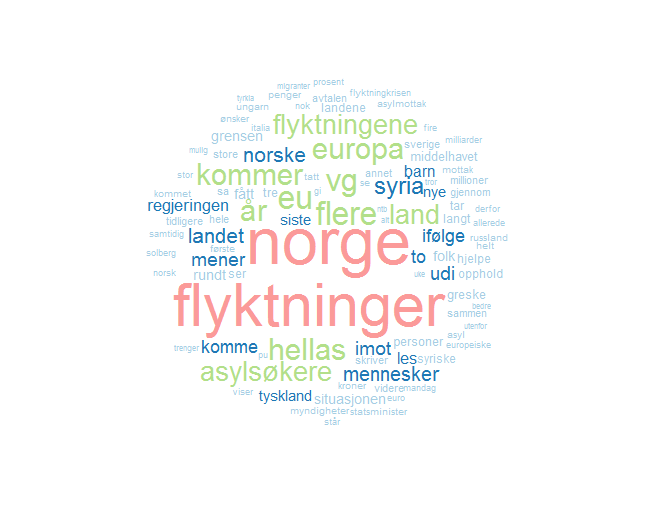 migranter prosent
tyrkia penger avtalen flyktningkrisen
ungarn nok landene asylmottak
ønsker italia flyktningene fire
grensen
mulig store norske europa sverige milliarder
middelhavet
stor kommer tatt vg annet barn mottak
se syria tror millioner
kommet sa fått tre eu gi nye gjennom
regjeringen år siste flere land tar derfor
å ntb
tidligere hele alt langt allerede
samtidig landet norge ifølge russland
solberg første mener to folk helt
hjelpe
norsk rundt ser uke udi opphold
flyktninger greske
bedre
sammen
utenfor
trenger komme pu hellas imot personer asyl
europeiske
skriver les syriske
asylsøkere mennesker
viser tyskland kroner videre mandag
situasjonen euro
myndigheter statsminister
står